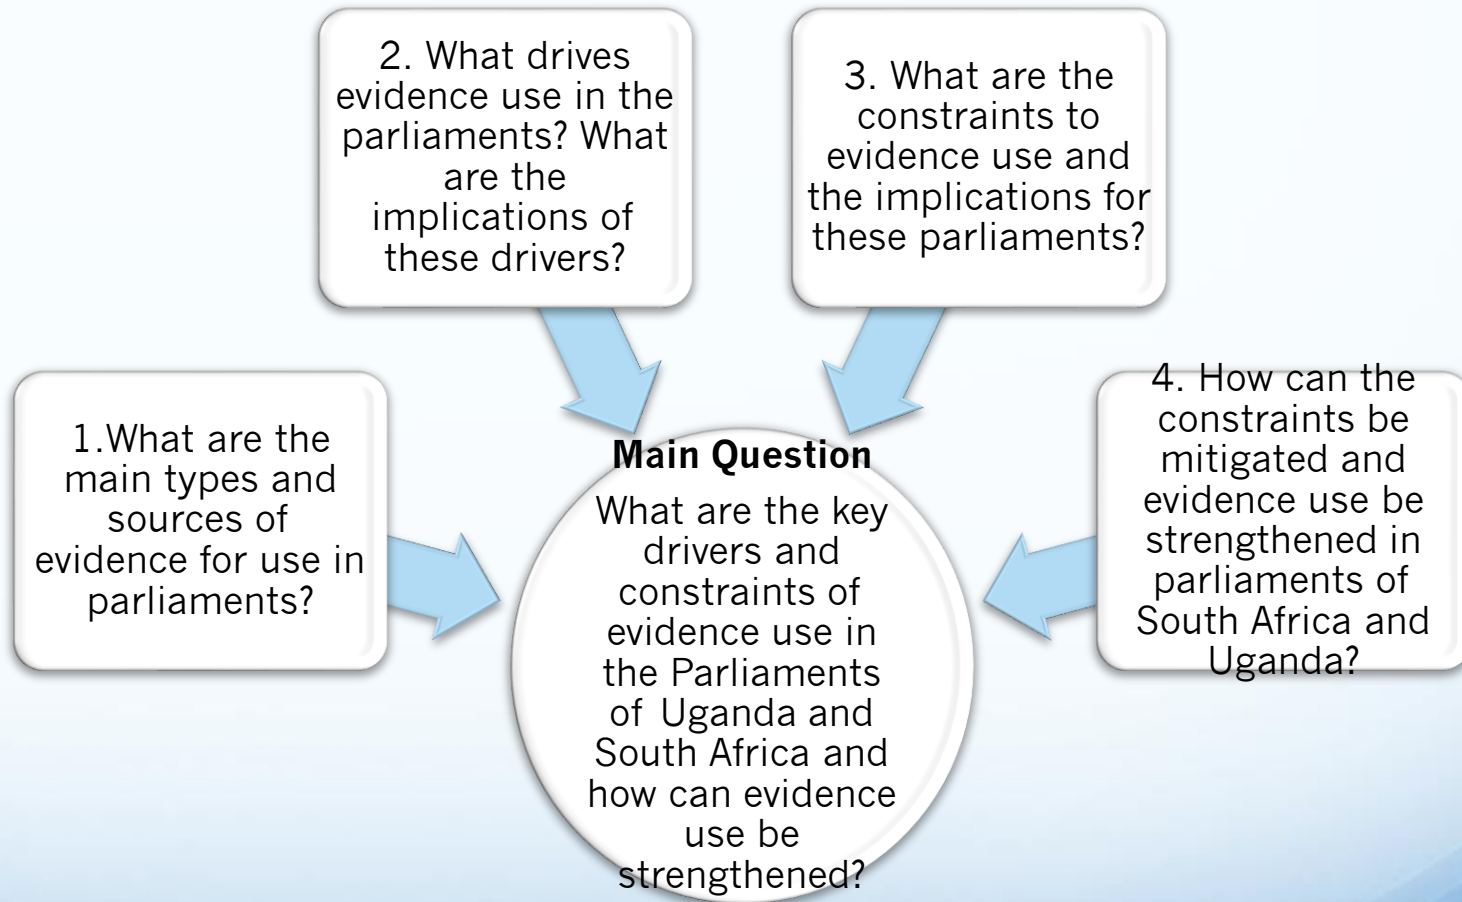 1.What are the
main types and
sources of
evidence for use in
parliaments?
2. What drives
evidence use in the
parliaments? What
are the
implications of
these drivers?
3. What are the
constraints to
evidence use and
the implications for
these parliaments?
4. How can the
constraints be
mitigated and
evidence use be
strengthened in
parliaments of
South Africa and
Uganda?
Main Question
What are the key
drivers and
constraints of
evidence use in
the Parliaments
of Uganda and
South Africa and
how can evidence
use be
strengthened?